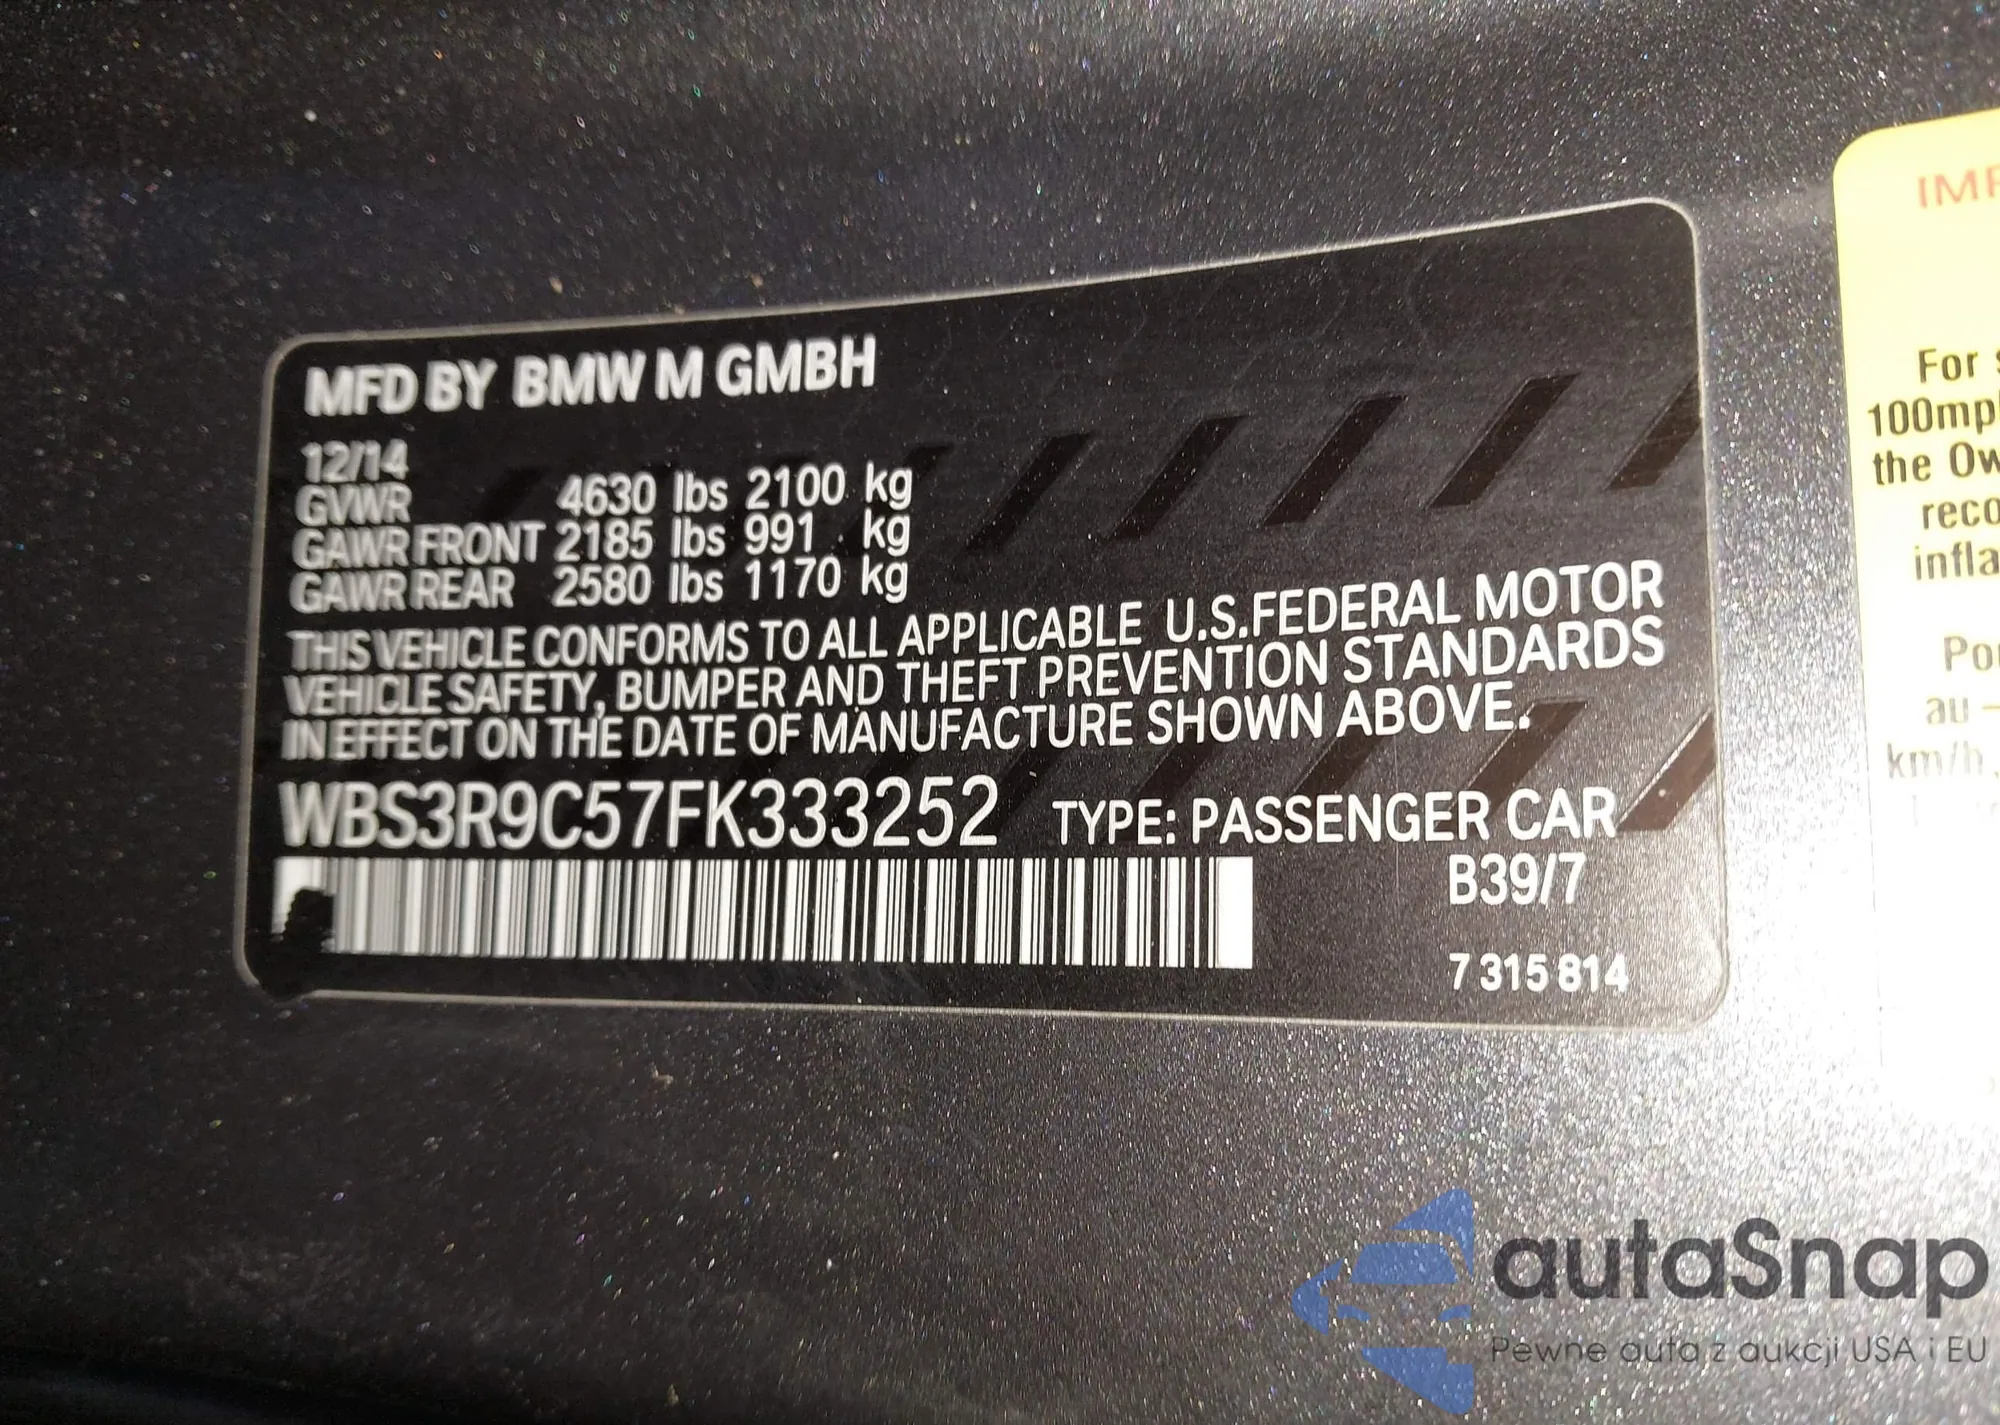 MFD BY BMW M GMBH
12/14
GVWR 4630 lbs 2100 kg
GAWR FRONT 2185 lbs 991 kg
GAWR REAR 2580 lbs 1170 kg
THIS VEHICLE CONFORMS TO ALL APPLICABLE U.S.FEDERAL MOTOR
VEHICLE SAFETY, BUMPER AND THEFT PREVENTION STANDARDS
IN EFFECT ON THE DATE OF MANUFACTURE SHOWN ABOVE.
WBS3R9C57FK333252 TYPE: PASSENGER CAR
B39/7
7 315 814
For
100mph
the Ow
reco
infla
au –
km/h,
autaSnap
Pewne auta z aukcji USA i EU